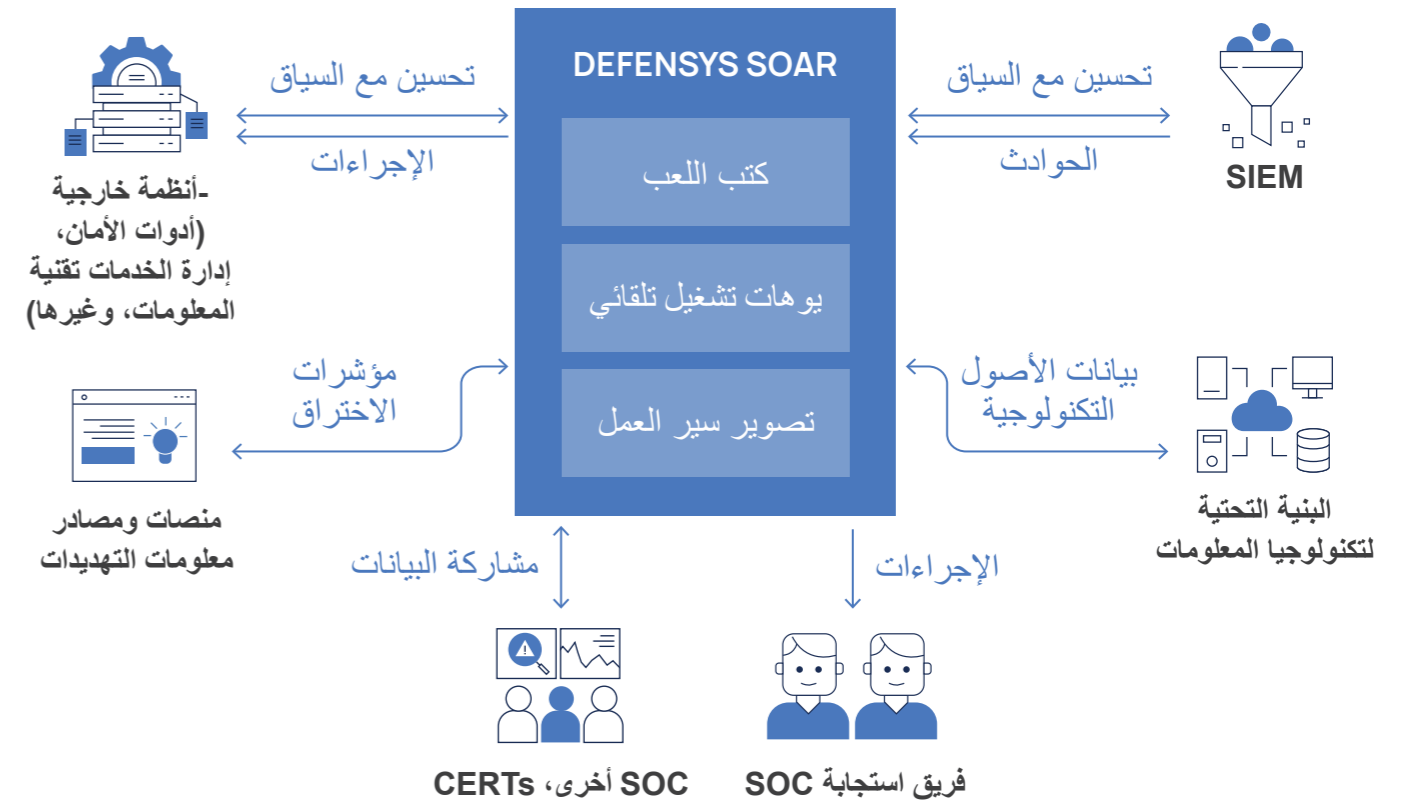 DEFENSYS SOAR
كتب اللعب
يوهات تشغيل تلقائي
تصوير سير العمل
تحسين مع السياق
الحوادث
SIEM
تحسين مع السياق
الإجراءات
-أنظمة خارجية
(أدوات الأمان،
إدارة الخدمات تقنية
المعلومات، وغيرها)
بيانات الأصول
التكنولوجية
البنية التحتية
لتكنولوجيا المعلومات
مؤشرات
الاختراق
منصات ومصادر
معلومات التهديدات
الإجراءات
فريق استجابة SOC
مشاركة البيانات
SOC أخرى، CERTs